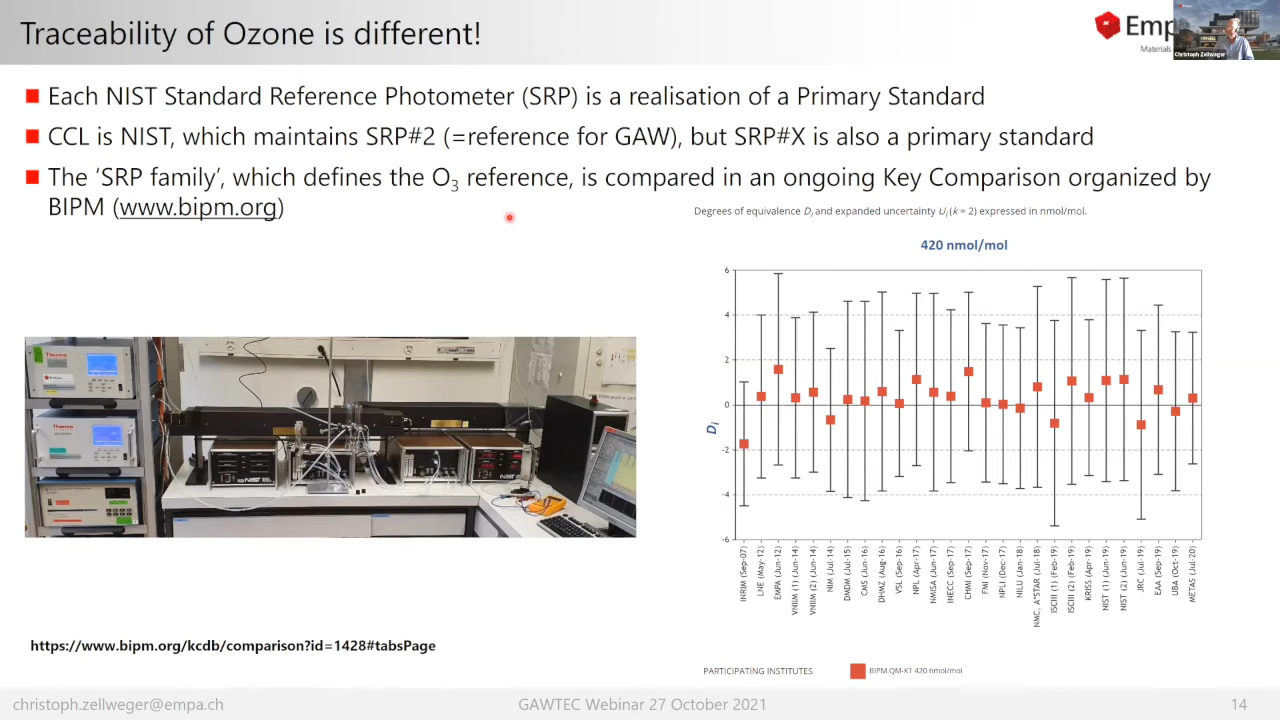 Traceability of Ozone is different!
Emp
Materials
Christoph Zellweger
Each NIST Standard Reference Photometer (SRP) is a realisation of a Primary Standard
CCL is NIST, which maintains SRP#2 (=reference for GAW), but SRP#X is also a primary standard
The ‘SRP family’, which defines the O₃ reference, is compared in an ongoing Key Comparison organized by
BIPM (www.bipm.org)
Degrees of equivalence Dᵢ and expanded uncertainty Uᵢ (k = 2) expressed in nmol/mol.
420 nmol/mol
6
4
2
0
-2
-4
-6
Dᵢ
INRIM (Sep-07)
LNE (May-12)
EMPA (Jun-12)
VNIIM (1) (Jun-14)
VNIIM (2) (Jun-14)
NIM (Jul-14)
DMDM (Jul-15)
CMS (Jun-16)
DHMZ (Aug-16)
VSL (Sep-16)
NPL (Apr-17)
NMISA (Jun-17)
INECC (Sep-17)
CHMI (Sep-17)
FMI (Nov-17)
NPLI (Dec-17)
NILU (Jan-18)
NMC, A*STAR (Jul-18)
ISCIII (1) (Feb-19)
ISCIII (2) (Feb-19)
KRISS (Apr-19)
NIST (1) (Jun-19)
NIST (2) (Jun-19)
JRC (Jul-19)
EAA (Sep-19)
UBA (Oct-19)
METAS (Jul-20)
Thermo
Thermo
NIST
NIST
https://www.bipm.org/kcdb/comparison?id=1428#tabsPage
PARTICIPATING INSTITUTES
BIPM.QM-K1 420 nmol/mol
christoph.zellweger@empa.ch
GAWTEC Webinar 27 October 2021
14